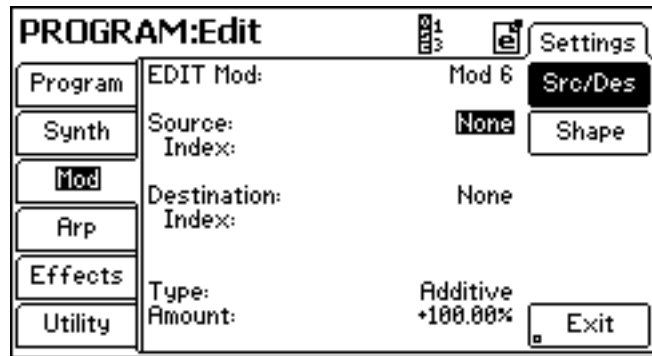 PROGRAM:Edit
Settings
Program
Synth
Mod
Arp
Effects
Utility
EDIT Mod: Mod 6
Source: None
Index:
Destination: None
Index:
Type: Additive
Amount: +100.00%
Src/Des
Shape
Exit